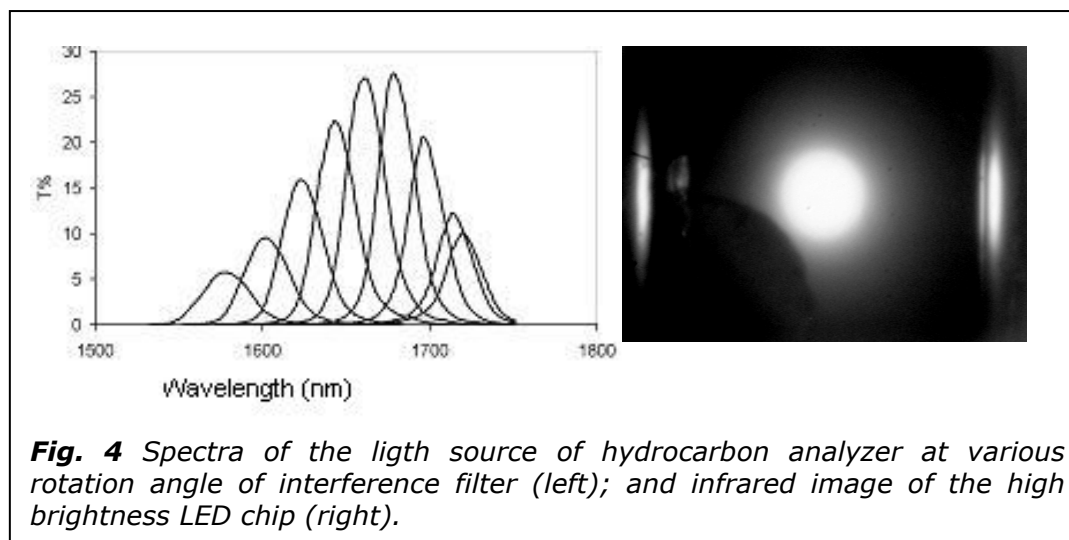 30
25
20
15
10
5
0
T%
1500 1600 1700 1800
Wavelength (nm)
Fig. 4 Spectra of the ligth source of hydrocarbon analyzer at various
rotation angle of interference filter (left); and infrared image of the high
brightness LED chip (right).